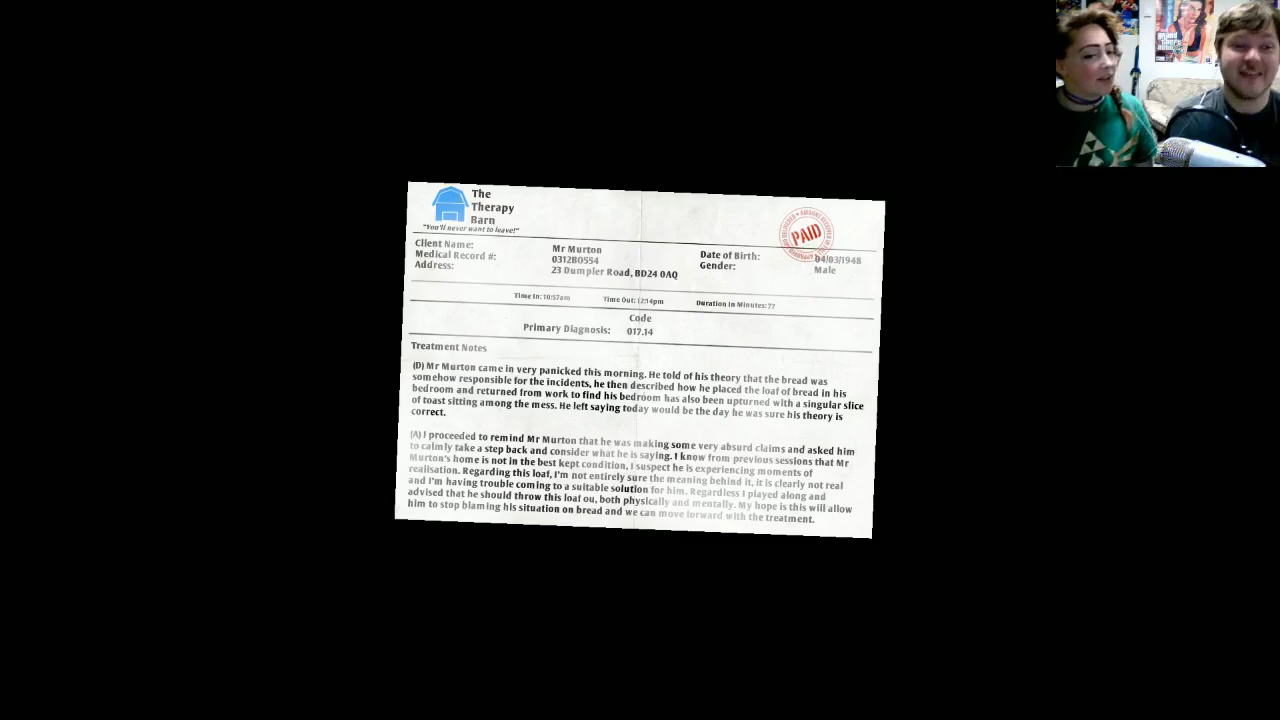 The
Therapy
Barn
"You'll never want to leave!"
PAID
Client Name: Mr Murton Date of Birth: 04/03/1948
Medical Record #: 0312BO554 Gender: Male
Address: 23 Dumpler Road, BD24 0AQ
Time In: 10:57am Time Out: 12:14pm Duration in Minutes: 77
Code
Primary Diagnosis: 017.14
Treatment Notes
(D) Mr Murton came in very panicked this morning. He told of his theory that the bread was
somehow responsible for the incidents, he then described how he placed the loaf of bread in his
bedroom and returned from work to find his bedroom has also been upturned with a singular slice
of toast sitting among the mess. He left saying today would be the day he was sure his theory is
correct.
(A) I proceeded to remind Mr Murton that he was making some very absurd claims and asked him
to calmly take a step back and consider what he is saying. I know from previous sessions that Mr
Murton's home is not in the best kept condition, I suspect he is experiencing moments of
realisation. Regarding this loaf, I'm not entirely sure the meaning behind it, it is clearly not real
and I'm having trouble coming to a suitable solution for him. Regardless I played along and
advised that he should throw this loaf ou, both physically and mentally. My hope is this will allow
him to stop blaming his situation on bread and we can move forward with the treatment.